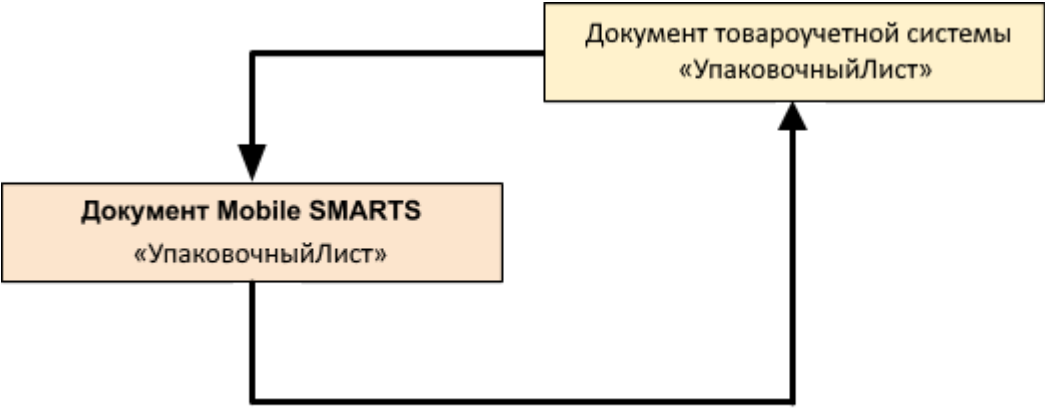 Документ товароучетной системы
«УпаковочныйЛист»
Документ Mobile SMARTS
«УпаковочныйЛист»